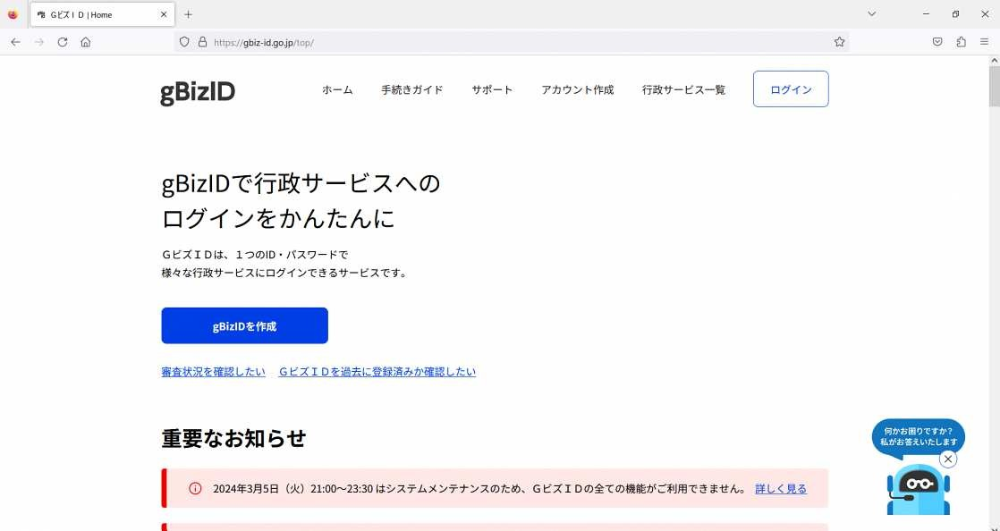 GビズＩＤ | Home
https://gbiz-id.go.jp/top/
gBizID
ホーム
手続きガイド
サポート
アカウント作成
行政サービス一覧
ログイン
gBizIDで行政サービスへの
ログインをかんたんに
GビズＩＤは、１つのID・パスワードで
様々な行政サービスにログインできるサービスです。
gBizIDを作成
審査状況を確認したい
GビズＩＤを過去に登録済みか確認したい
重要なお知らせ
何かお困りですか？
私がお答えいたします
2024年3月5日（火）21:00～23:30 はシステムメンテナンスのため、GビズＩＤの全ての機能がご利用できません。 詳しく見る